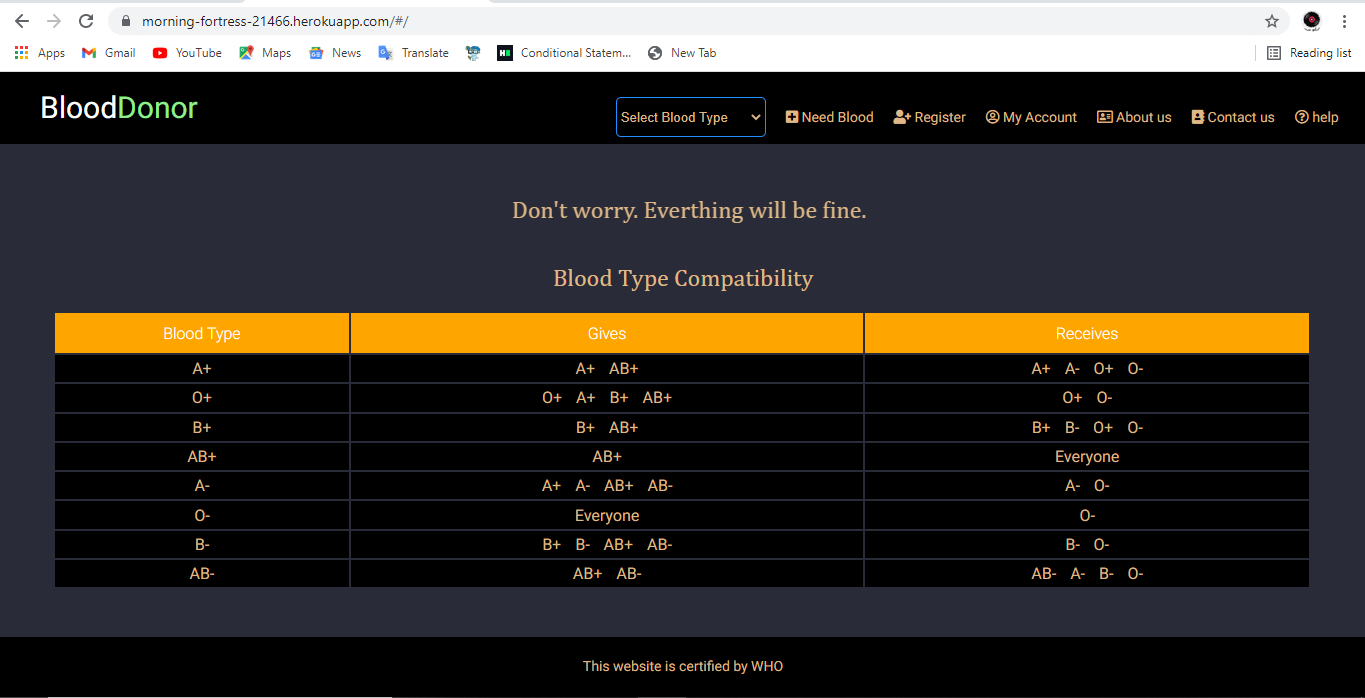 morning-fortress-21466.herokuapp.com/#/
Apps Gmail YouTube Maps News Translate Conditional Statem... New Tab Reading list
BloodDonor
Select Blood Type Need Blood Register My Account About us Contact us help
Don't worry. Everthing will be fine.
Blood Type Compatibility
Blood Type Gives Receives
A+ A+ AB+ A+ A- O+ O-
O+ O+ A+ B+ AB+ O+ O-
B+ B+ AB+ B+ B- O+ O-
AB+ AB+ Everyone
A- A+ A- AB+ AB- A- O-
O- Everyone O-
B- B+ B- AB+ AB- B- O-
AB- AB+ AB- AB- A- B- O-
This website is certified by WHO